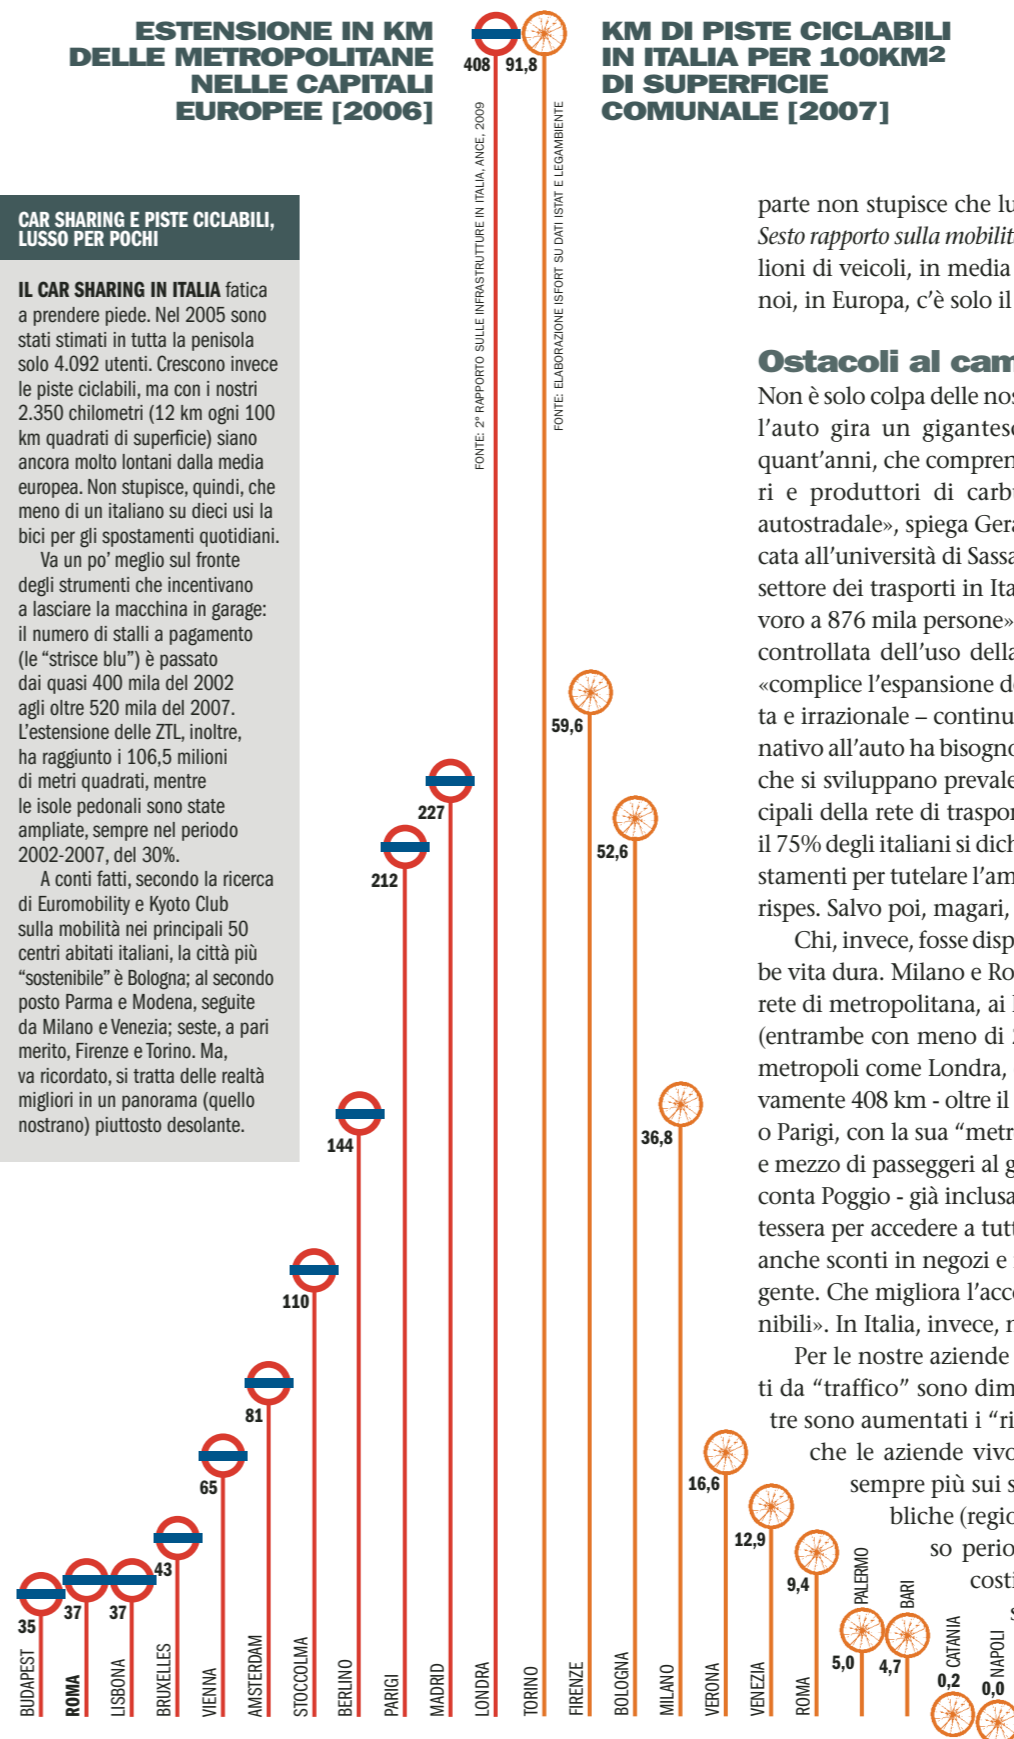 ESTENSIONE IN KM
DELLE METROPOLITANE
NELLE CAPITALI
EUROPEE [2006]
KM DI PISTE CICLABILI
IN ITALIA PER 100KM²
DI SUPERFICIE
COMUNALE [2007]
CAR SHARING E PISTE CICLABILI,
LUSSO PER POCHI
IL CAR SHARING IN ITALIA fatica
a prendere piede. Nel 2005 sono
stati stimati in tutta la penisola
solo 4.092 utenti. Crescono invece
le piste ciclabili, ma con i nostri
2.350 chilometri (12 km ogni 100
km quadrati di superficie) siano
ancora molto lontani dalla media
europea. Non stupisce, quindi, che
meno di un italiano su dieci usi la
bici per gli spostamenti quotidiani.
Va un po’ meglio sul fronte
degli strumenti che incentivano
a lasciare la macchina in garage:
il numero di stalli a pagamento
(le “strisce blu”) è passato
dai quasi 400 mila del 2002
agli oltre 520 mila del 2007.
L’estensione delle ZTL, inoltre,
ha raggiunto i 106,5 milioni
di metri quadrati, mentre
le isole pedonali sono state
ampliate, sempre nel periodo
2002-2007, del 30%.
A conti fatti, secondo la ricerca
di Euromobility e Kyoto Club
sulla mobilità nei principali 50
centri abitati italiani, la città più
“sostenibile” è Bologna; al secondo
posto Parma e Modena, seguite
da Milano e Venezia; seste, a pari
merito, Firenze e Torino. Ma,
va ricordato, si tratta delle realtà
migliori in un panorama (quello
nostrano) piuttosto desolante.
FONTE: 2° RAPPORTO SULLE INFRASTRUTTURE IN ITALIA, ANCE, 2009
FONTE: ELABORAZIONE ISFORT SU DATI ISTAT E LEGAMBIENTE
35
BUDAPEST
37
ROMA
37
LISBONA
43
BRUXELLES
65
VIENNA
81
AMSTERDAM
110
STOCCOLMA
144
BERLINO
212
PARIGI
227
MADRID
408
LONDRA
91,8
TORINO
59,6
FIRENZE
52,6
BOLOGNA
36,8
MILANO
16,6
VERONA
12,9
VENEZIA
9,4
ROMA
5,0
PALERMO
4,7
BARI
0,2
CATANIA
0,0
NAPOLI
parte non stupisce che lu
Sesto rapporto sulla mobilit
lioni di veicoli, in media
noi, in Europa, c’è solo il
Ostacoli al cam
Non è solo colpa delle nos
l’auto gira un gigantesc
quant’anni, che compren
ri e produttori di carbu
autostradale», spiega Gera
cata all’università di Sassa
settore dei trasporti in Ita
voro a 876 mila persone»
controllata dell’uso della
«complice l’espansione de
ta e irrazionale – continu
nativo all’auto ha bisogno
che si sviluppano prevale
cipali della rete di traspor
il 75% degli italiani si dich
stamenti per tutelare l’am
rispes. Salvo poi, magari,
Chi, invece, fosse disp
be vita dura. Milano e Ro
rete di metropolitana, ai
(entrambe con meno di
metropoli come Londra,
vamente 408 km - oltre il
o Parigi, con la sua “metr
e mezzo di passeggeri al g
conta Poggio - già inclusa
tessera per accedere a tutt
anche sconti in negozi e
gente. Che migliora l’acce
nibili». In Italia, invece, n
Per le nostre aziende
ti da “traffico” sono dim
tre sono aumentati i “ri
che le aziende vivo
sempre più sui s
bliche (regio
so perio
costi
s